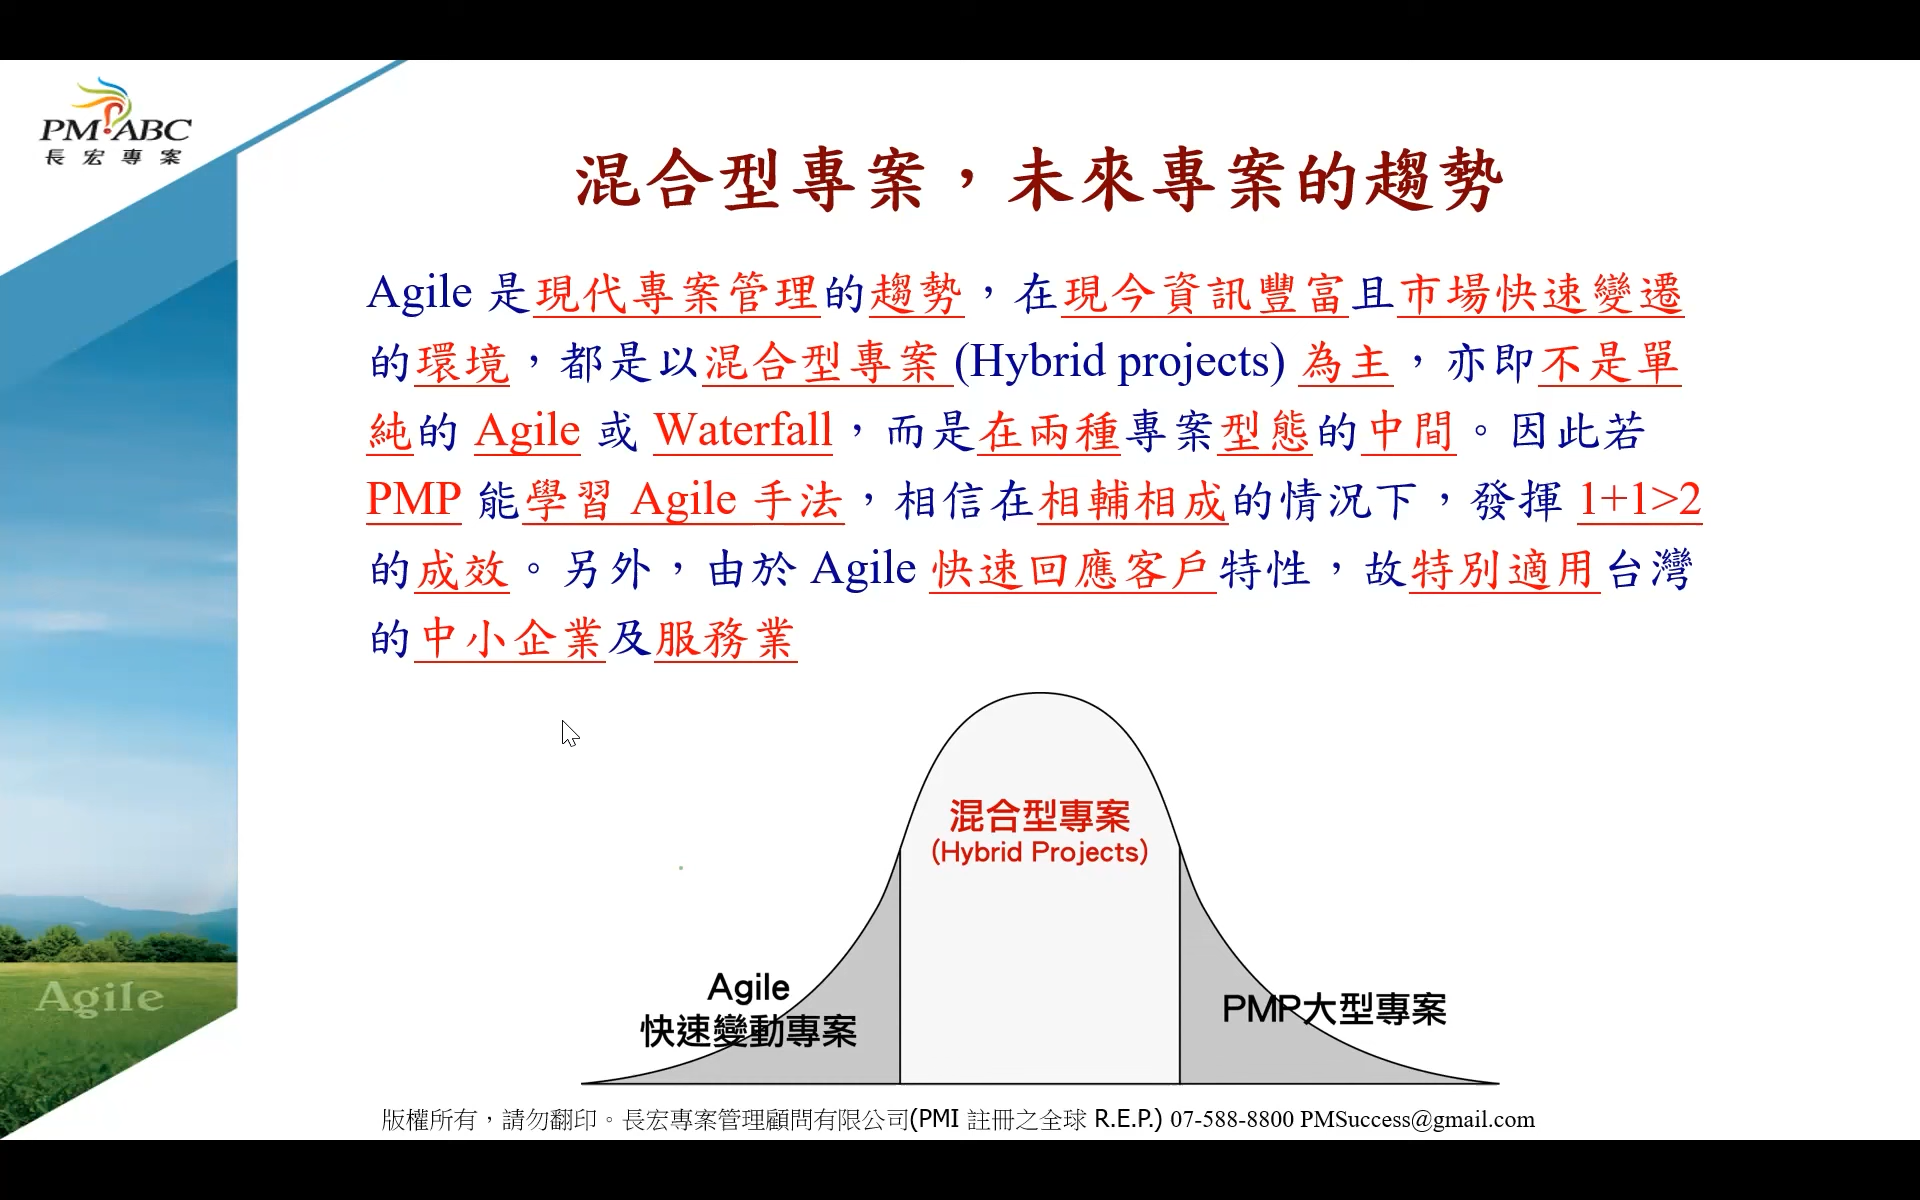 PM ABC
長宏專案
混合型專案，未來專案的趨勢
Agile 是現代專案管理的趨勢，在現今資訊豐富且市場快速變遷
的環境，都是以混合型專案 (Hybrid projects) 為主，亦即不是單
純的 Agile 或 Waterfall，而是在兩種專案型態的中間。因此若
PMP 能學習 Agile 手法，相信在相輔相成的情況下，發揮 1+1>2
的成效。另外，由於 Agile 快速回應客戶特性，故特別適用台灣
的中小企業及服務業
混合型專案
(Hybrid Projects)
Agile
快速變動專案
PMP大型專案
Agile
版權所有，請勿翻印。長宏專案管理顧問有限公司(PMI 註冊之全球 R.E.P.) 07-588-8800 PMSuccess@gmail.com